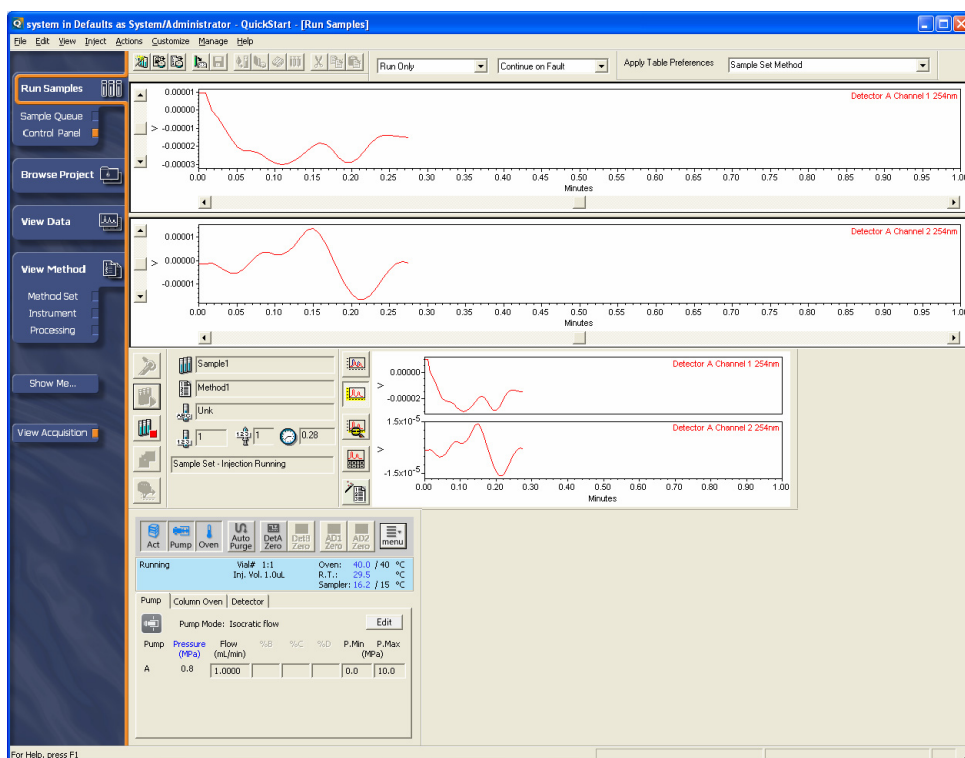 system in Defaults as System/Administrator - QuickStart - [Run Samples]
File Edit View Inject Actions Customize Manage Help
Run Only Continue on Fault Apply Table Preferences Sample Set Method
Run Samples
Sample Queue
Control Panel
Browse Project
View Data
View Method
Method Set
Instrument
Processing
Show Me...
View Acquisition
Detector A Channel 1 254nm
0.00001
0.00000
-0.00001
-0.00002
-0.00003
0.00 0.05 0.10 0.15 0.20 0.25 0.30 0.35 0.40 0.45 0.50 0.55 0.60 0.65 0.70 0.75 0.80 0.85 0.90 0.95 1.00
Minutes
Detector A Channel 2 254nm
0.00001
0.00000
-0.00001
0.00 0.05 0.10 0.15 0.20 0.25 0.30 0.35 0.40 0.45 0.50 0.55 0.60 0.65 0.70 0.75 0.80 0.85 0.90 0.95 1.00
Minutes
Sample1
Method1
Unk
1 1 0.28
Sample Set - Injection Running
Detector A Channel 1 254nm
0.00000
-0.00002
Detector A Channel 2 254nm
1.5x10-5
-1.5x10-5
0.00 0.10 0.20 0.30 0.40 0.50 0.60 0.70 0.80 0.90 1.00
Minutes
Act Pump Oven Auto Purge DetA Zero DetB Zero AD1 Zero AD2 Zero menu
Running Vial# 1:1 Oven: 40.0 / 40 °C
Inj. Vol. 1.0uL R.T.: 29.5 °C
Sampler: 16.2 / 15 °C
Pump Column Oven Detector
Pump Mode: Isocratic flow Edit
Pump Pressure Flow %B %C %D P.Min P.Max
(MPa) (mL/min) (MPa)
A 0.8 1.0000 0.0 10.0
For Help, press F1